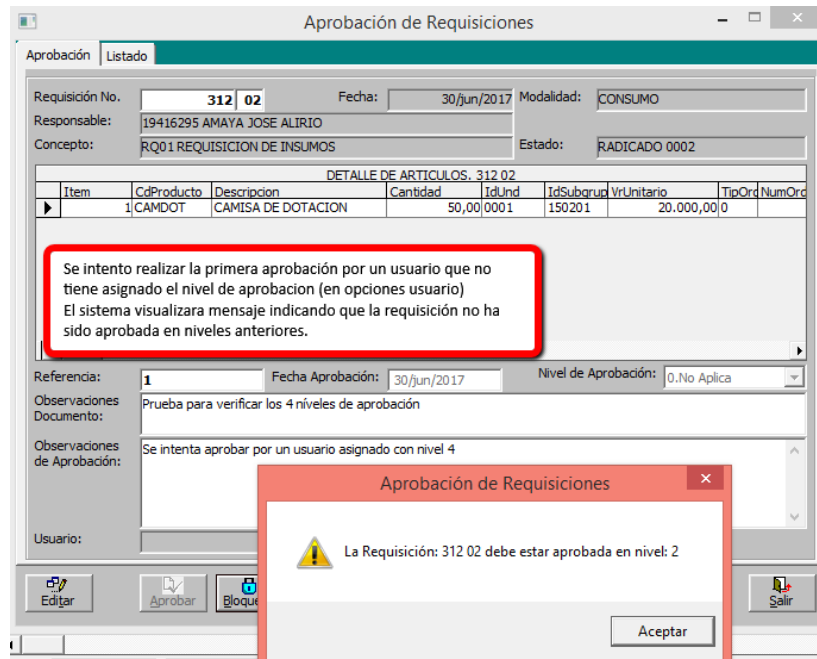 Aprobación de Requisiciones
Aprobación Listado
Requisición No. 312 02 Fecha: 30/jun/2017 Modalidad: CONSUMO
Responsable: 19416295 AMAYA JOSE ALIRIO
Concepto: RQ01 REQUISICION DE INSUMOS Estado: RADICADO 0002
DETALLE DE ARTICULOS. 312 02
Item CdProducto Descripcion Cantidad IdUnd IdSubgrup VrUnitario TipOrd NumOrd
1 CAMDOT CAMISA DE DOTACION 50,00 0001 150201 20.000,00 0
Se intento realizar la primera aprobación por un usuario que no
tiene asignado el nivel de aprobacion (en opciones usuario)
El sistema visualizara mensaje indicando que la requisición no ha
sido aprobada en niveles anteriores.
Referencia: 1 Fecha Aprobación: 30/jun/2017 Nivel de Aprobación: 0.No Aplica
Observaciones
Documento:
Prueba para verificar los 4 níveles de aprobación
Observaciones
de Aprobación:
Se intenta aprobar por un usuario asignado con nivel 4
Usuario:
Aprobación de Requisiciones
La Requisición: 312 02 debe estar aprobada en nivel: 2
Aceptar
Editar Aprobar Bloque Salir